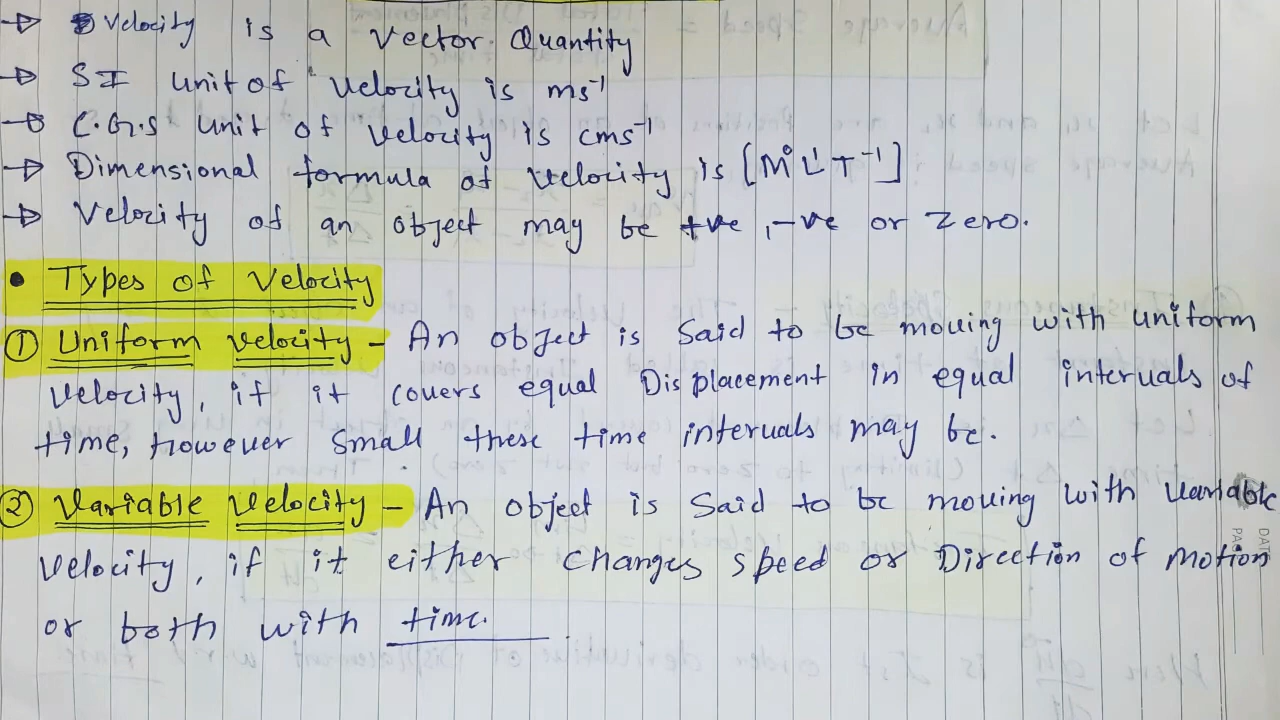 → Velocity is a Vector Quantity
→ SI unit of Velocity is ms⁻¹
→ C.G.S unit of velocity is cms⁻¹
→ Dimensional formula of velocity is [M⁰L¹T⁻¹]
→ Velocity of an object may be +ve, -ve or zero.
• Types of Velocity
① Uniform velocity - An object is said to be moving with uniform
velocity, if it covers equal Displacement in equal intervals of
time, however small these time intervals may be.
② Variable Velocity - An object is said to be moving with variable
velocity, if it either changes speed or Direction of motion
or both with time.